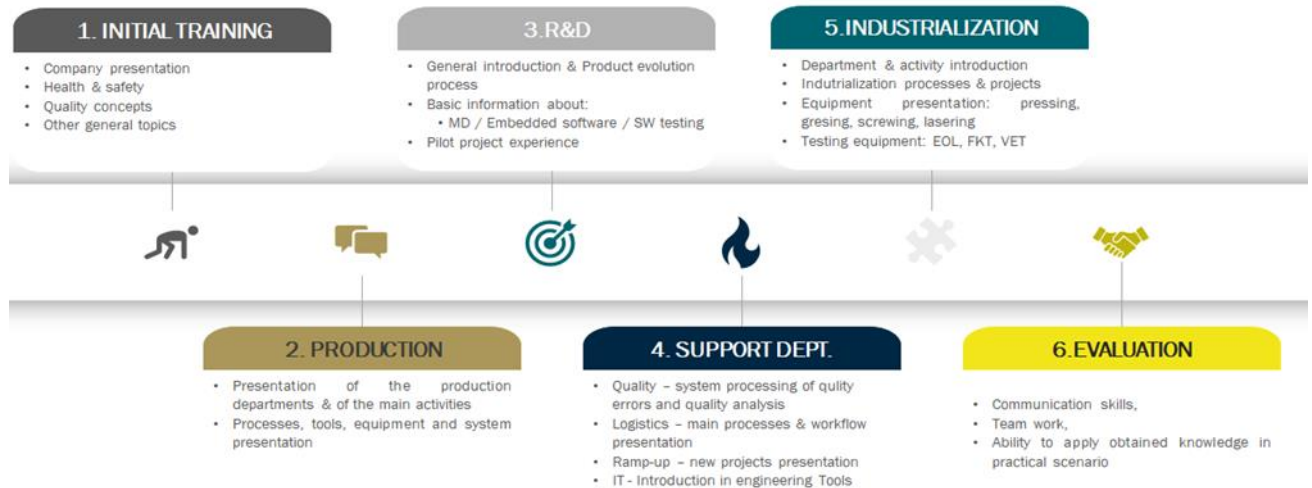 1. INITIAL TRAINING
• Company presentation
• Health & safety
• Quality concepts
• Other general topics
2. PRODUCTION
• Presentation of the production
departments & of the main activities
• Processes, tools, equipment and system
presentation
3.R&D
• General introduction & Product evolution
process
• Basic information about:
• MD / Embedded software / SW testing
• Pilot project experience
4. SUPPORT DEPT.
• Quality – system processing of qulity
errors and quality analysis
• Logistics – main processes & workflow
presentation
• Ramp-up – new projects presentation
• IT - Introduction in engineering Tools
5.INDUSTRIALIZATION
• Department & activity introduction
• Indutrialization processes & projects
• Equipment presentation: pressing,
gresing, screwing, lasering
• Testing equipment: EOL, FKT, VET
6.EVALUATION
• Communication skills,
• Team work,
• Ability to apply obtained knowledge in
practical scenario